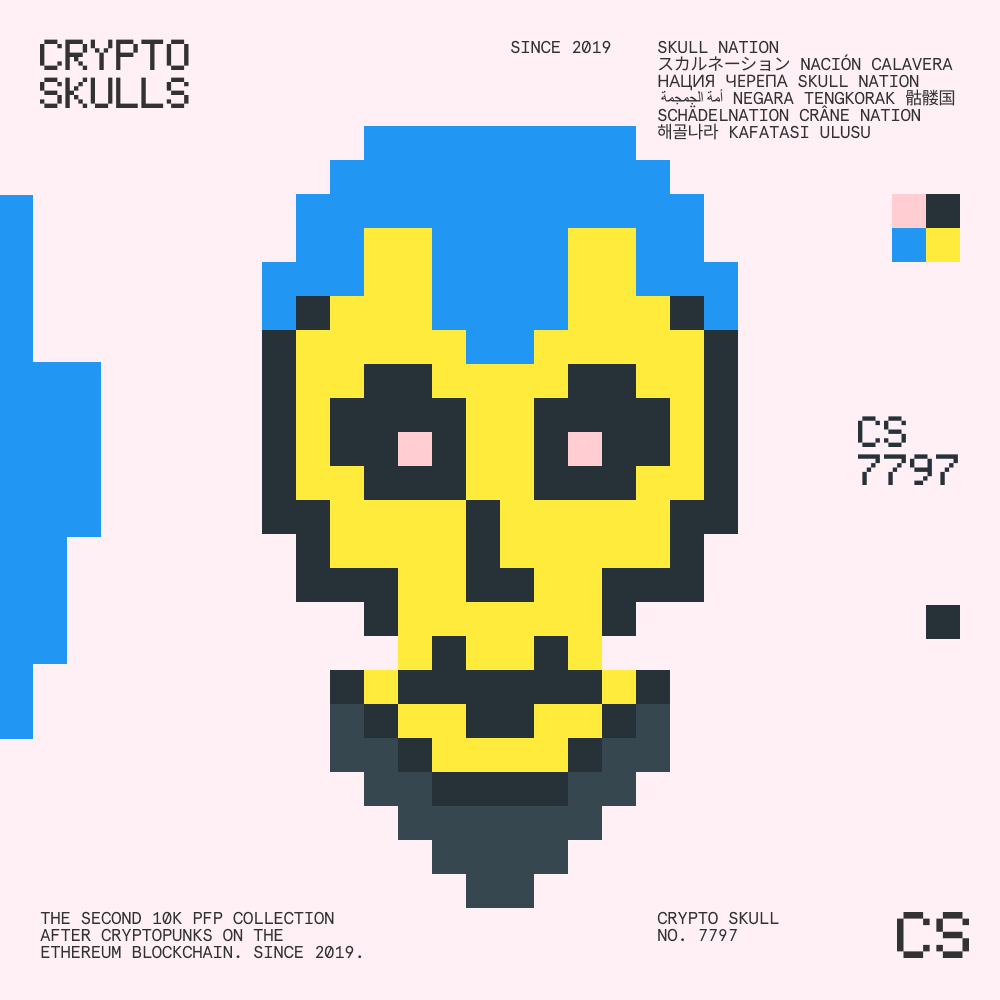 CRYPTO
SKULLS
SINCE 2019
SKULL NATION
スカルネーション NACIÓN CALAVERA
НАЦИЯ ЧЕРЕПА SKULL NATION
أمة الجمجمة NEGARA TENGKORAK 骷髅国
SCHÄDELNATION CRÂNE NATION
해골나라 KAFATASI ULUSU
CS
7797
THE SECOND 10K PFP COLLECTION
AFTER CRYPTOPUNKS ON THE
ETHEREUM BLOCKCHAIN. SINCE 2019.
CRYPTO SKULL
NO. 7797
CS